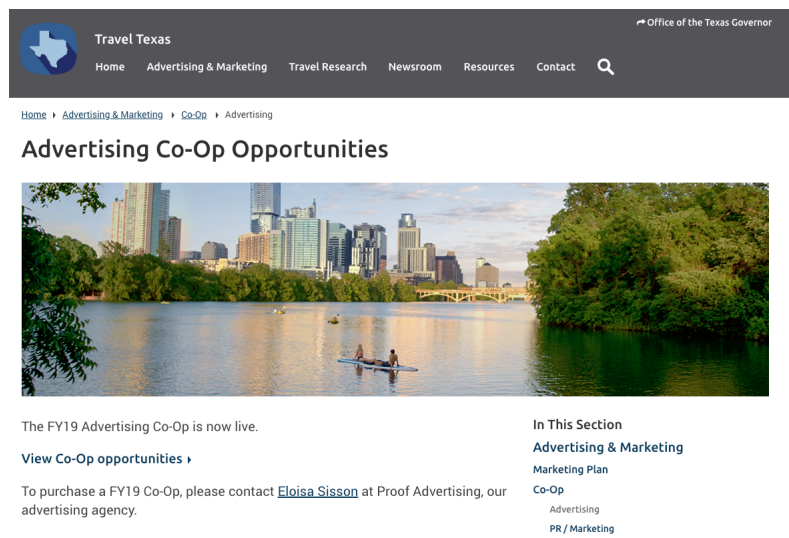 Office of the Texas Governor
Travel Texas
Home Advertising & Marketing Travel Research Newsroom Resources Contact
Home Advertising & Marketing Co-Op Advertising
Advertising Co-Op Opportunities
The FY19 Advertising Co-Op is now live.
View Co-Op opportunities
To purchase a FY19 Co-Op, please contact Eloisa Sisson at Proof Advertising, our
advertising agency.
In This Section
Advertising & Marketing
Marketing Plan
Co-Op
Advertising
PR / Marketing